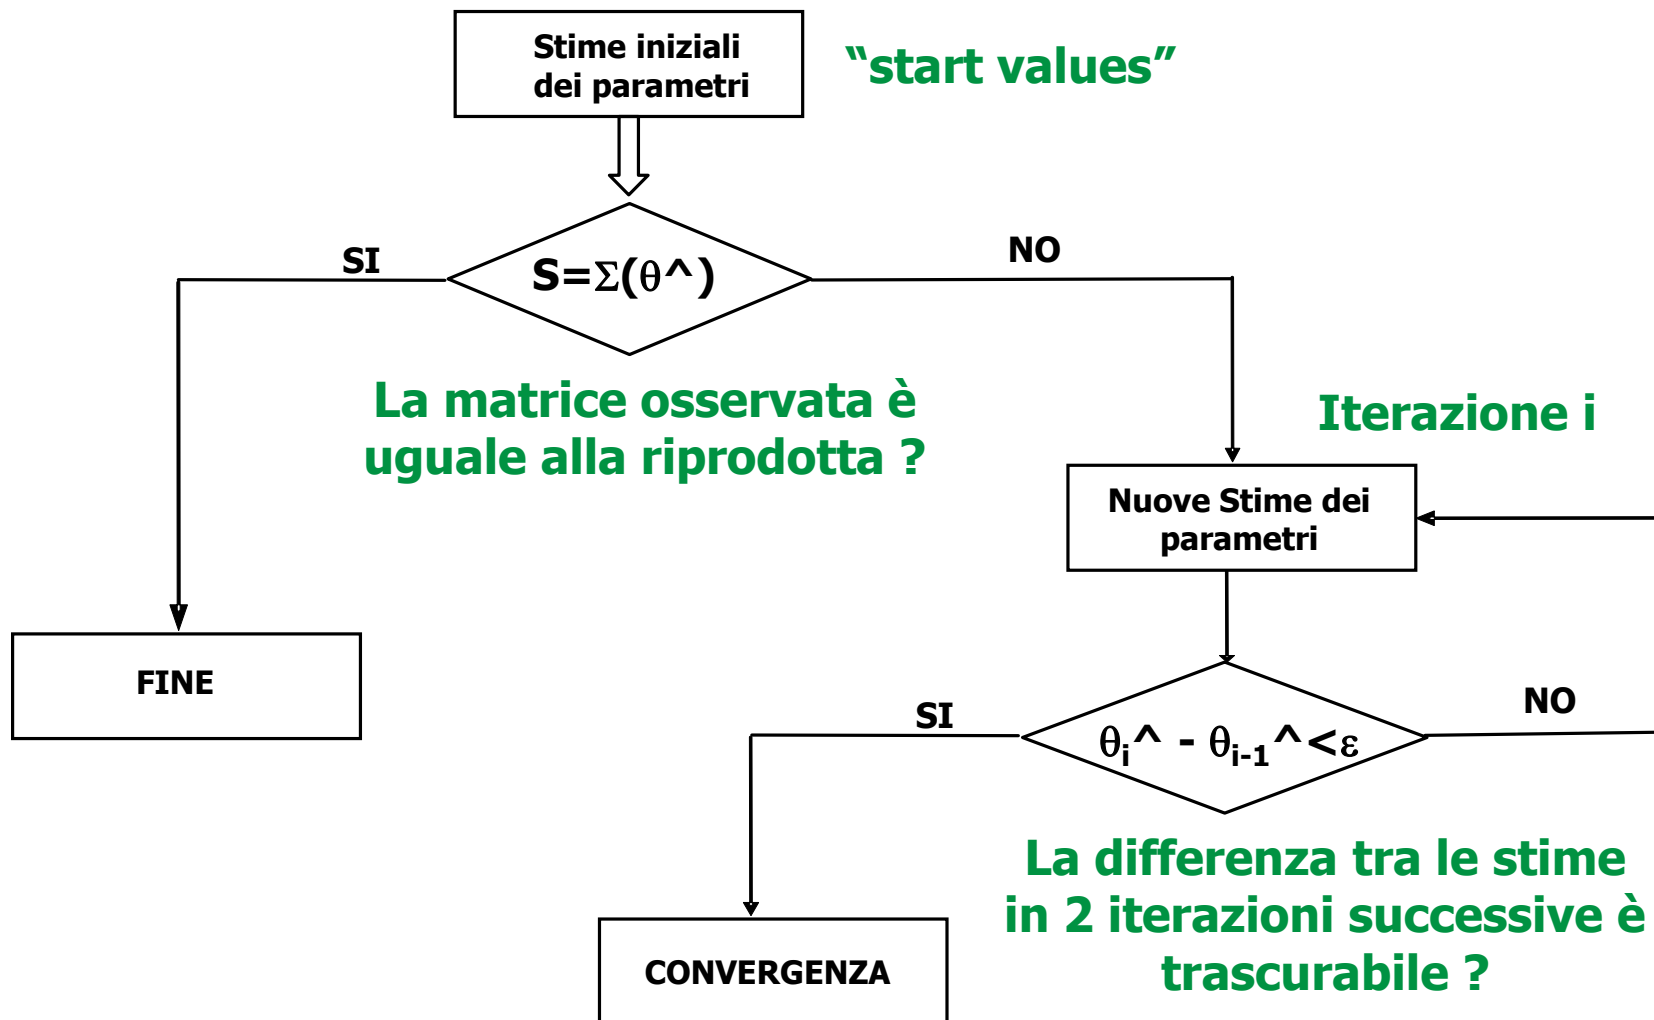 Stime iniziali
dei parametri
“start values”
SI
S=Σ(θ^)
NO
La matrice osservata è
uguale alla riprodotta ?
Iterazione i
Nuove Stime dei
parametri
FINE
SI
θi^ - θi-1^<ε
NO
La differenza tra le stime
in 2 iterazioni successive è
trascurabile ?
CONVERGENZA